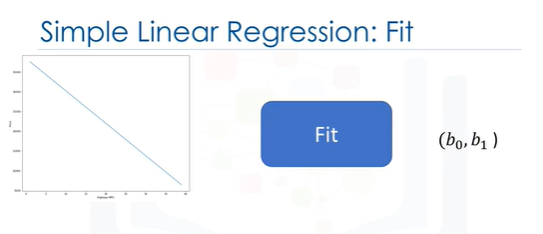 Simple Linear Regression: Fit
Fit
(b₀, b₁ )